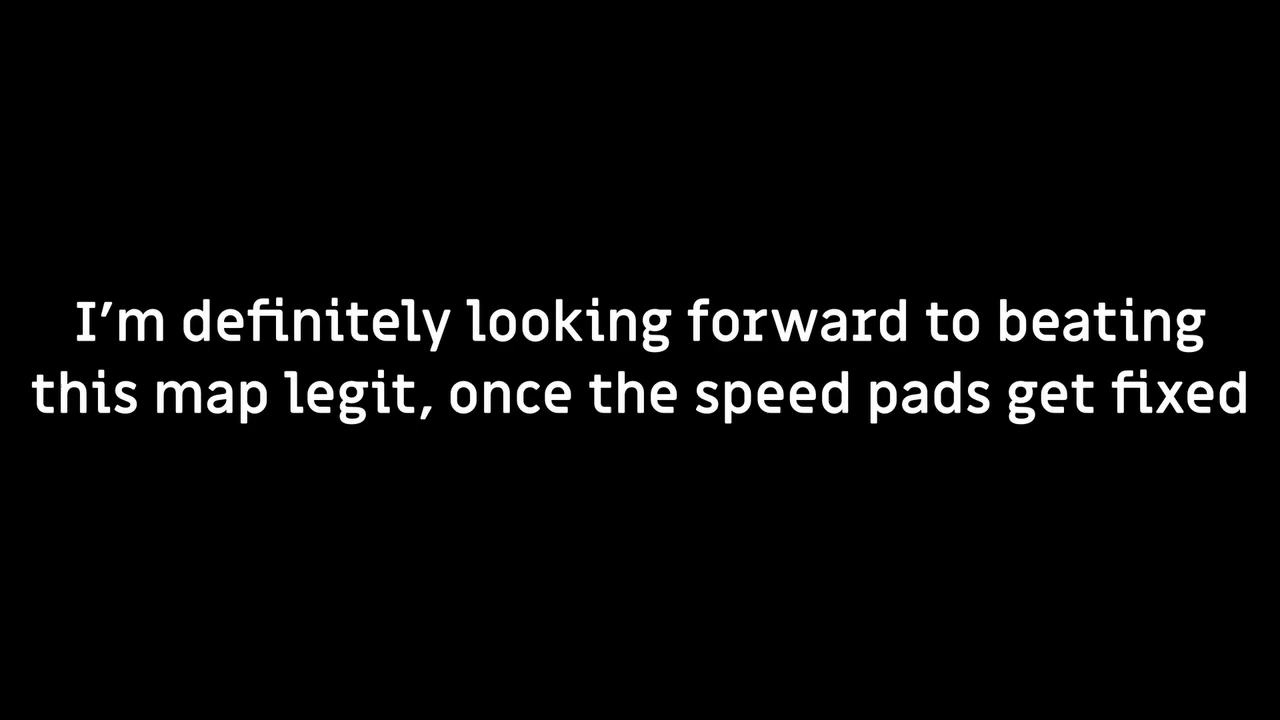 I’m definitely looking forward to beating
this map legit, once the speed pads get fixed